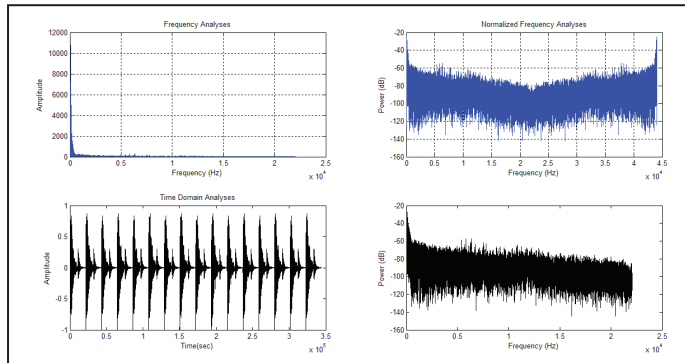 Frequency Analyses
12000
10000
8000
6000
4000
2000
0
Amplitude
0 0.5 1 1.5 2 2.5
Frequency (Hz)
x 10^4
Normalized Frequency Analyses
-20
-40
-60
-80
-100
-120
-140
-160
Power (dB)
0 0.5 1 1.5 2 2.5 3 3.5 4 4.5
Frequency (Hz)
x 10^4
Time Domain Analyses
1
0.5
0
-0.5
-1
Amplitude
0 0.5 1 1.5 2 2.5 3 3.5
Time(sec)
x 10^5
-20
-40
-60
-80
-100
-120
-140
-160
Power (dB)
0 0.5 1 1.5 2 2.5
Frequency (Hz)
x 10^4